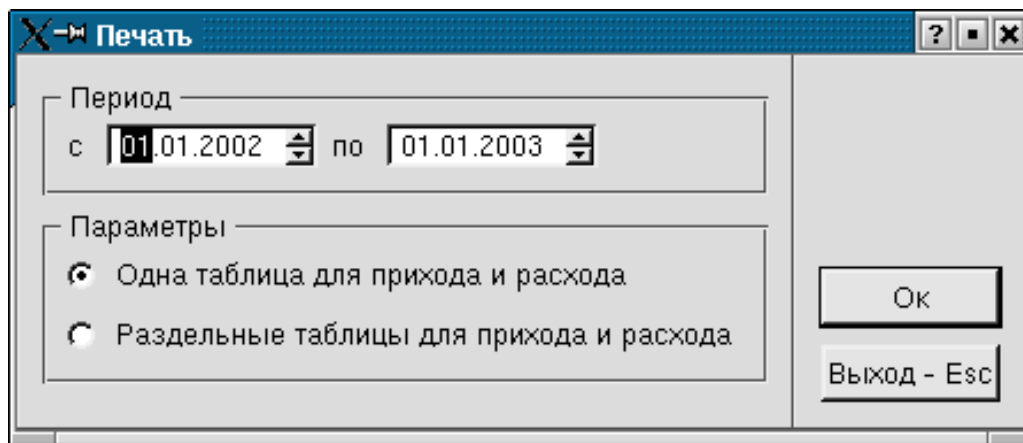 Печать
Период
с 01.01.2002 по 01.01.2003
Параметры
Одна таблица для прихода и расхода
Раздельные таблицы для прихода и расхода
Ок
Выход - Esc